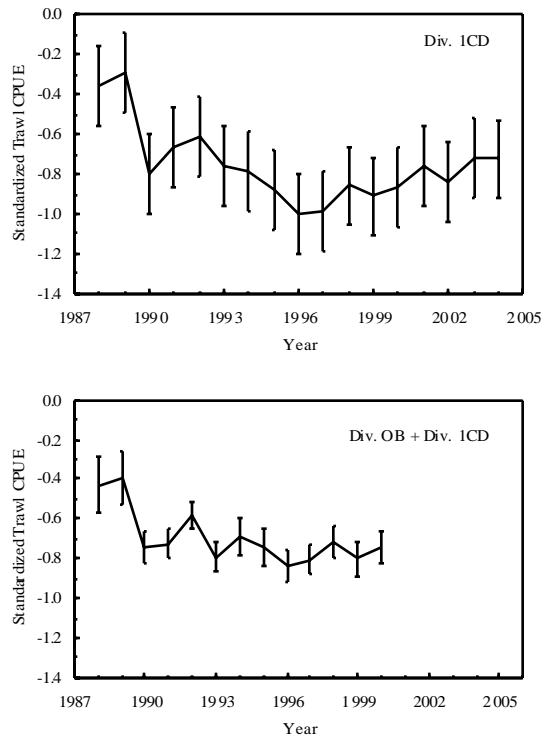 0.0
Div. 1CD
-0.2
-0.4
-0.6
-0.8
-1.0
-1.2
-1.4
Standardized Trawl CPUE
1987 1990 1993 1996 1999 2002 2005
Year
0.0
Div. OB + Div. 1CD
-0.2
-0.4
-0.6
-0.8
-1.0
-1.2
-1.4
Standardized Trawl CPUE
1987 1990 1993 1996 1999 2002 2005
Year